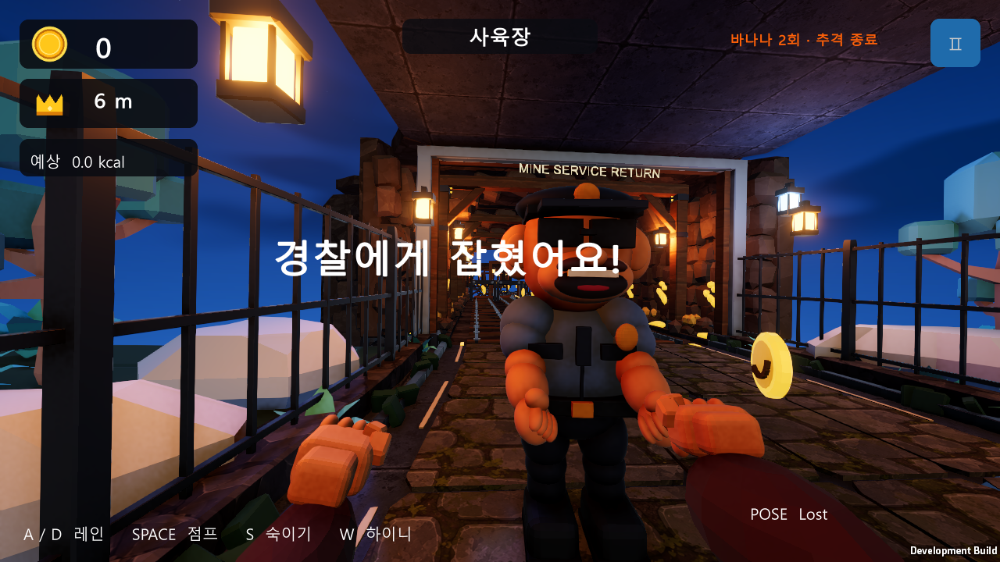 0
사육장
바나나 2회 · 추격 종료
II
6 m
예상 0.0 kcal
MINE SERVICE RETURN
경찰에게 잡혔어요!
POSE Lost
A / D 레인 SPACE 점프 S 숙이기 W 하이니
Development Build